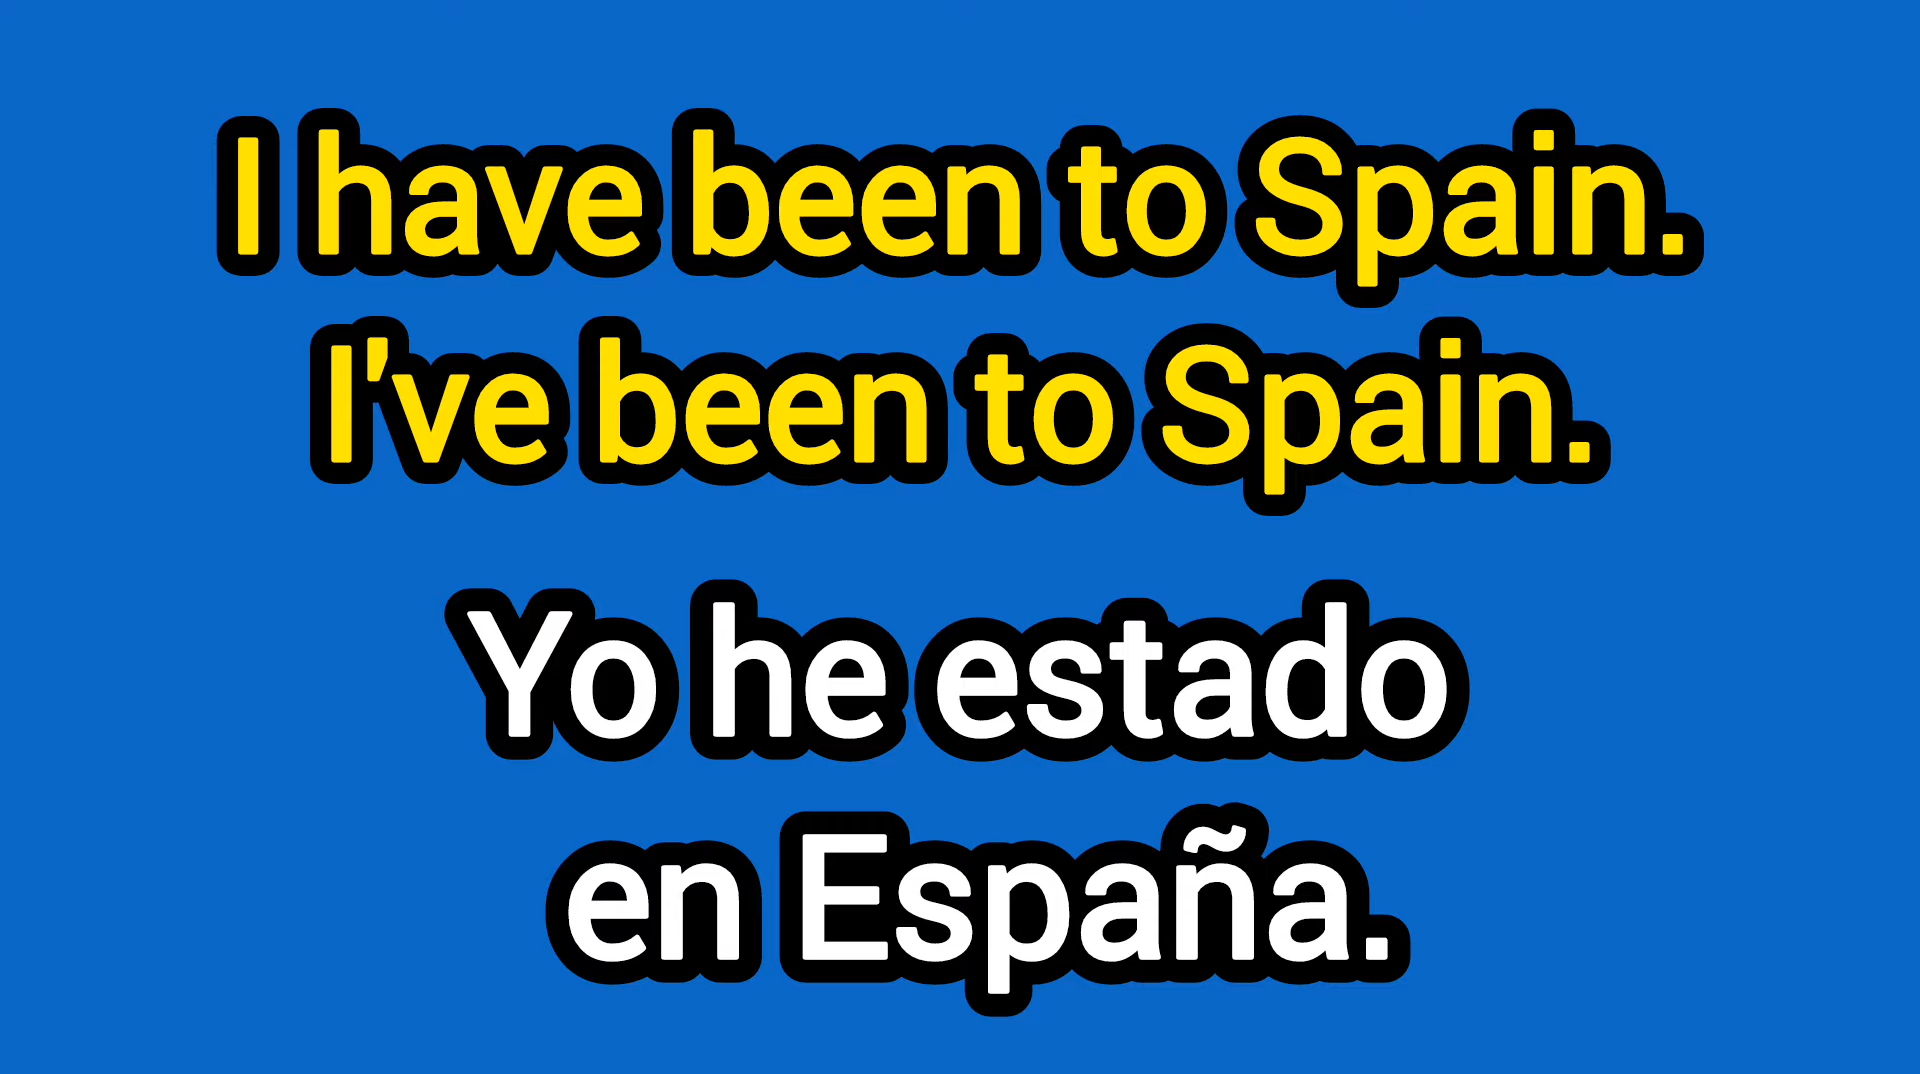 I have been to Spain.
I've been to Spain.
Yo he estado
en España.